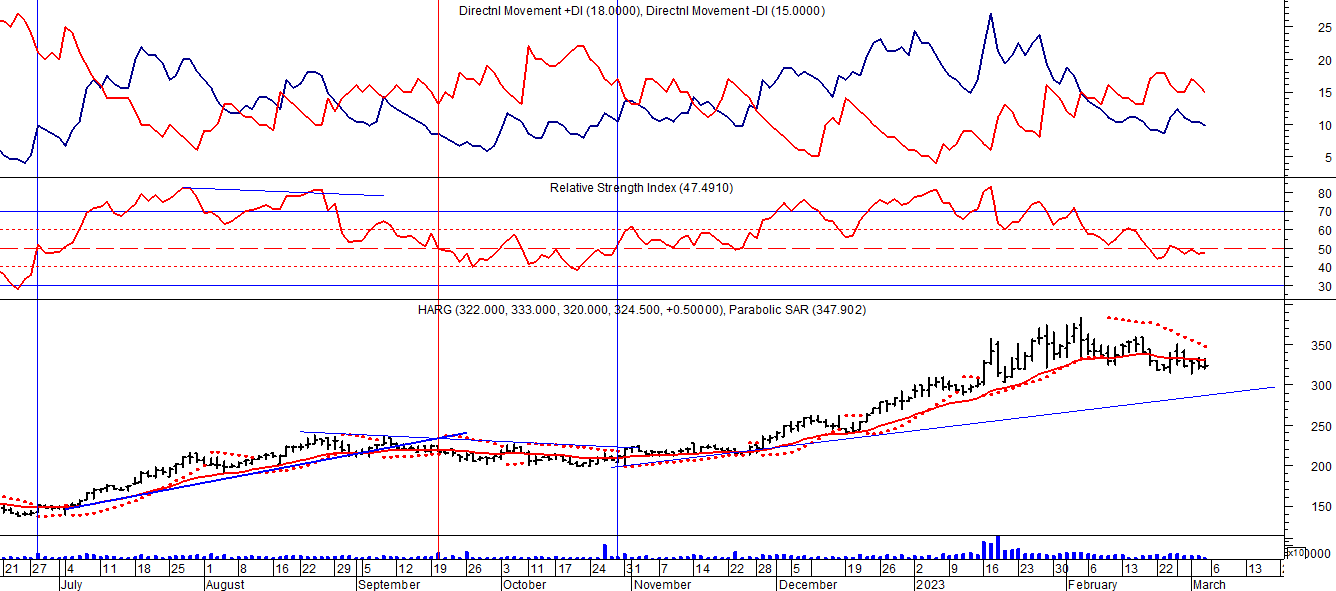 Directnl Movement +DI (18.0000), Directnl Movement -DI (15.0000)
25
20
15
10
5
Relative Strength Index (47.4910)
80
70
60
50
40
30
HARG (322.000, 333.000, 320.000, 324.500, +0.50000), Parabolic SAR (347.902)
350
300
250
200
150
x10 0000
21 27 4 11 18 25 1 8 16 22 29 5 12 19 26 3 11 17 24 31 7 14 22 28 5 19 26 2 9 16 23 30 6 13 22 1 6 13
July August September October November December 2023 February March